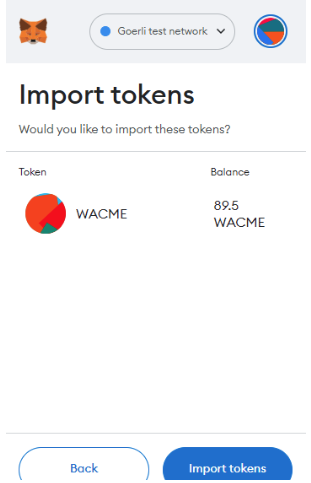 Goerli test network
Import tokens
Would you like to import these tokens?
Token Balance
WACME 89.5
WACME
Back Import tokens